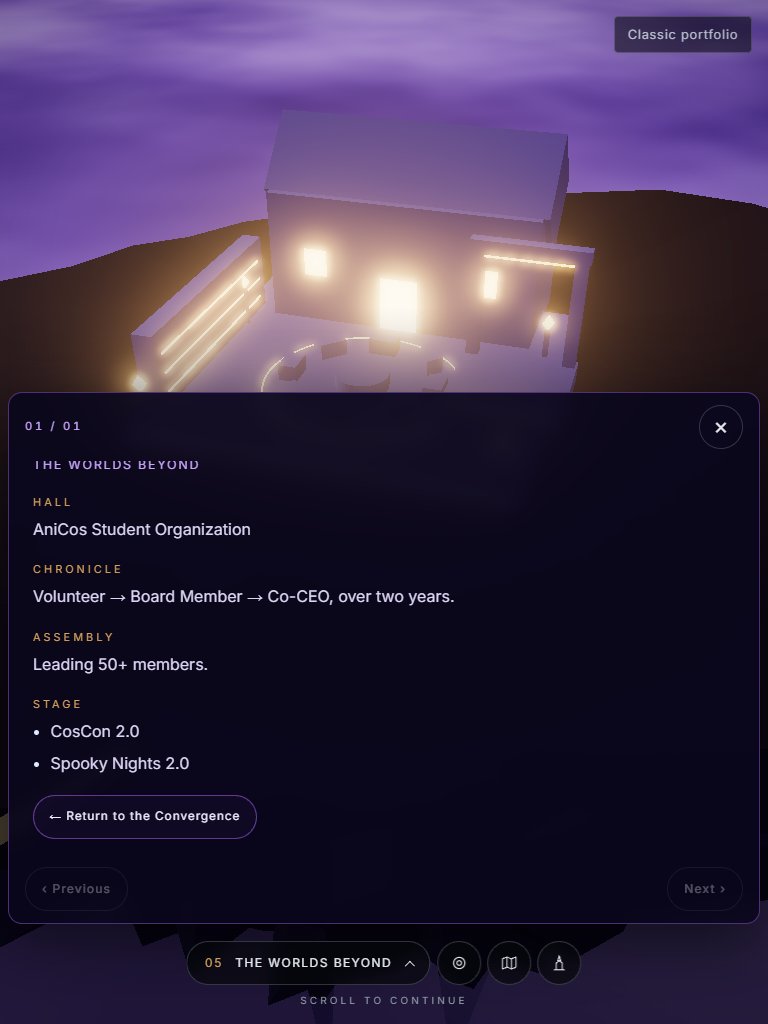 Classic portfolio
01 / 01
THE WORLDS BEYOND
HALL
AniCos Student Organization
CHRONICLE
Volunteer → Board Member → Co-CEO, over two years.
ASSEMBLY
Leading 50+ members.
STAGE
• CosCon 2.0
• Spooky Nights 2.0
← Return to the Convergence
‹ Previous
Next ›
05 THE WORLDS BEYOND
SCROLL TO CONTINUE